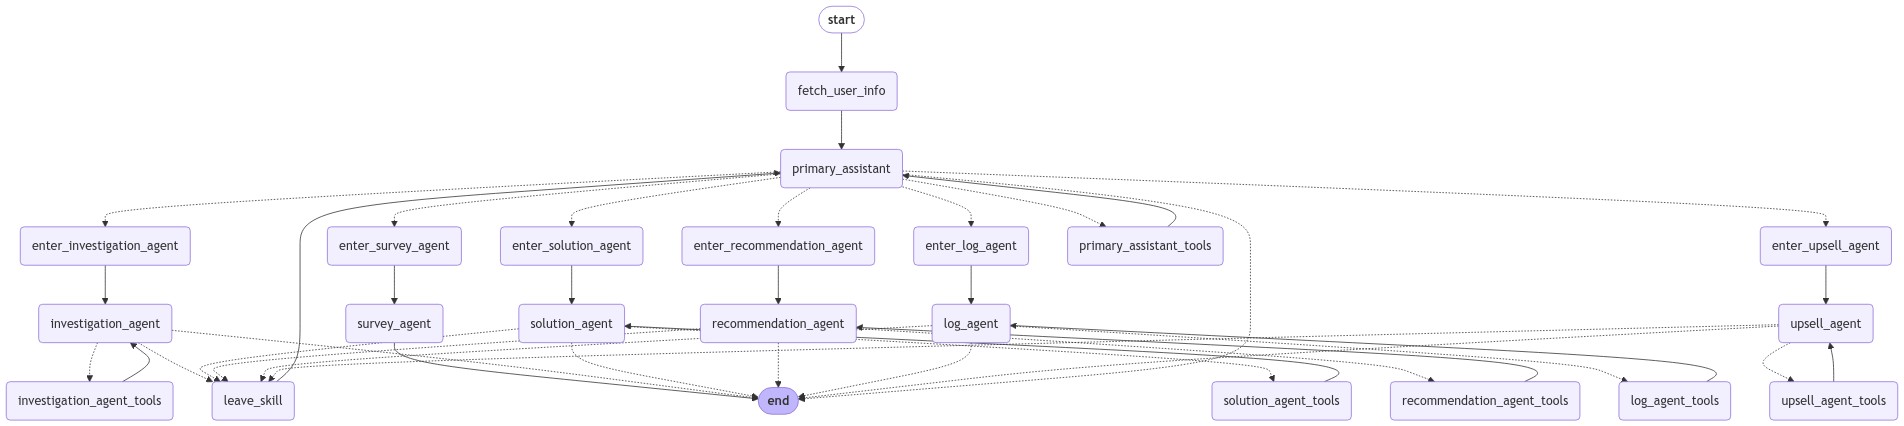 start
fetch_user_info
primary_assistant
enter_investigation_agent
enter_survey_agent
enter_solution_agent
enter_recommendation_agent
enter_log_agent
primary_assistant_tools
enter_upsell_agent
investigation_agent
survey_agent
solution_agent
recommendation_agent
log_agent
upsell_agent
investigation_agent_tools
leave_skill
end
solution_agent_tools
recommendation_agent_tools
log_agent_tools
upsell_agent_tools